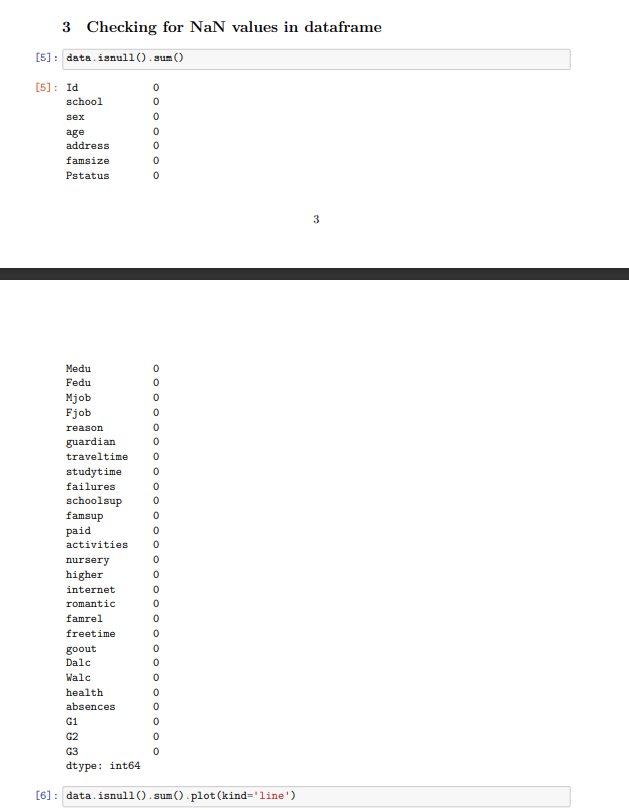 3 Checking for NaN values in dataframe
[5]: data.isnull().sum()
[5]: Id 0
school 0
sex 0
age 0
address 0
famsize 0
Pstatus 0
3
Medu 0
Fedu 0
Mjob 0
Fjob 0
reason 0
guardian 0
traveltime 0
studytime 0
failures 0
schoolsup 0
famsup 0
paid 0
activities 0
nursery 0
higher 0
internet 0
romantic 0
famrel 0
freetime 0
goout 0
Dalc 0
Walc 0
health 0
absences 0
G1 0
G2 0
G3 0
dtype: int64
[6]: data.isnull().sum().plot(kind='line')